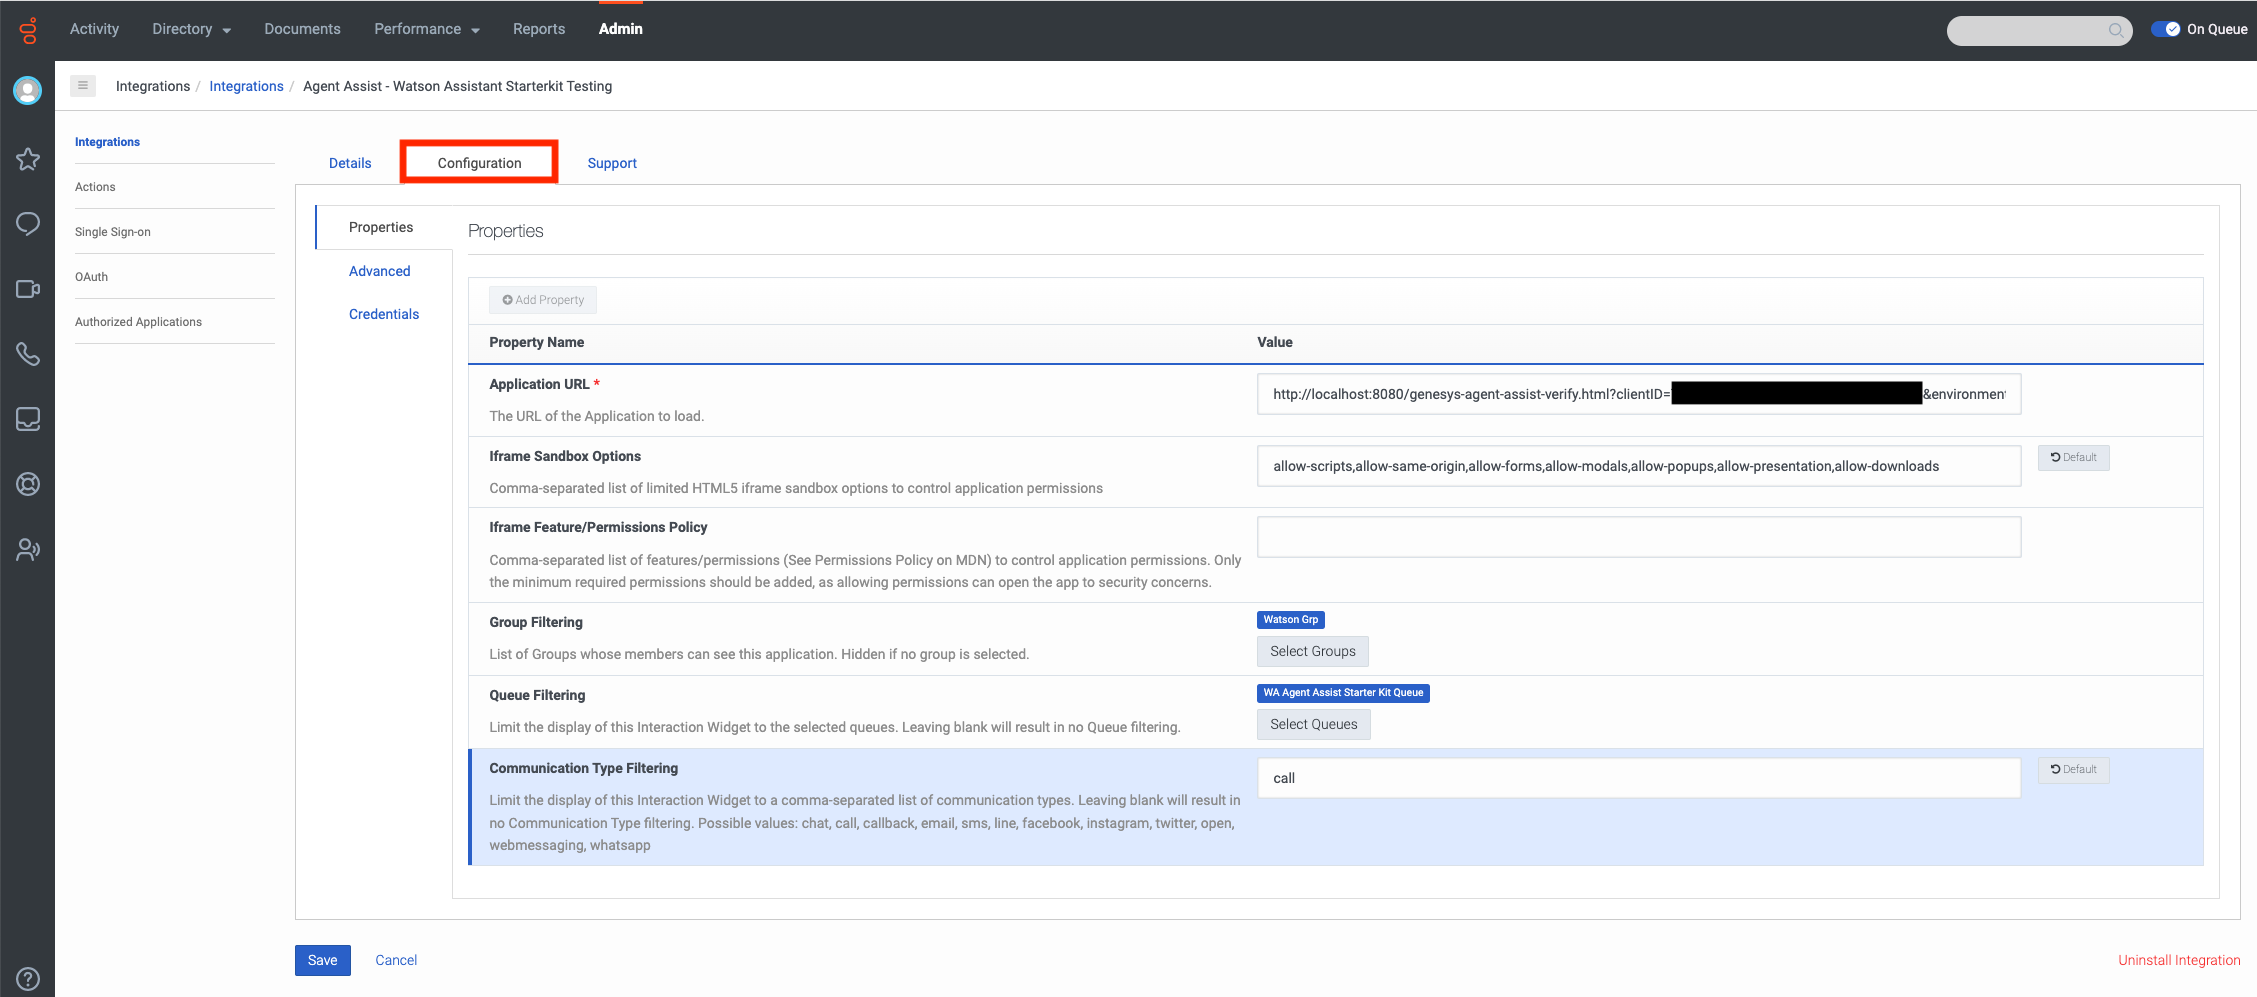 Activity Directory Documents Performance Reports Admin On Queue
Integrations / Integrations / Agent Assist - Watson Assistant Starterkit Testing
Integrations
Actions
Single Sign-on
OAuth
Authorized Applications
Details Configuration Support
Properties
Advanced
Credentials
Properties
Add Property
Property Name Value
Application URL *
The URL of the Application to load.
http://localhost:8080/genesys-agent-assist-verify.html?clientID= &environment
Iframe Sandbox Options
Comma-separated list of limited HTML5 iframe sandbox options to control application permissions
allow-scripts,allow-same-origin,allow-forms,allow-modals,allow-popups,allow-presentation,allow-downloads
Default
Iframe Feature/Permissions Policy
Comma-separated list of features/permissions (See Permissions Policy on MDN) to control application permissions. Only
the minimum required permissions should be added, as allowing permissions can open the app to security concerns.
Group Filtering
List of Groups whose members can see this application. Hidden if no group is selected.
Watson Grp
Select Groups
Queue Filtering
Limit the display of this Interaction Widget to the selected queues. Leaving blank will result in no Queue filtering.
WA Agent Assist Starter Kit Queue
Select Queues
Communication Type Filtering
Limit the display of this Interaction Widget to a comma-separated list of communication types. Leaving blank will result in
no Communication Type filtering. Possible values: chat, call, callback, email, sms, line, facebook, instagram, twitter, open,
webmessaging, whatsapp
call
Default
Save Cancel
Uninstall Integration